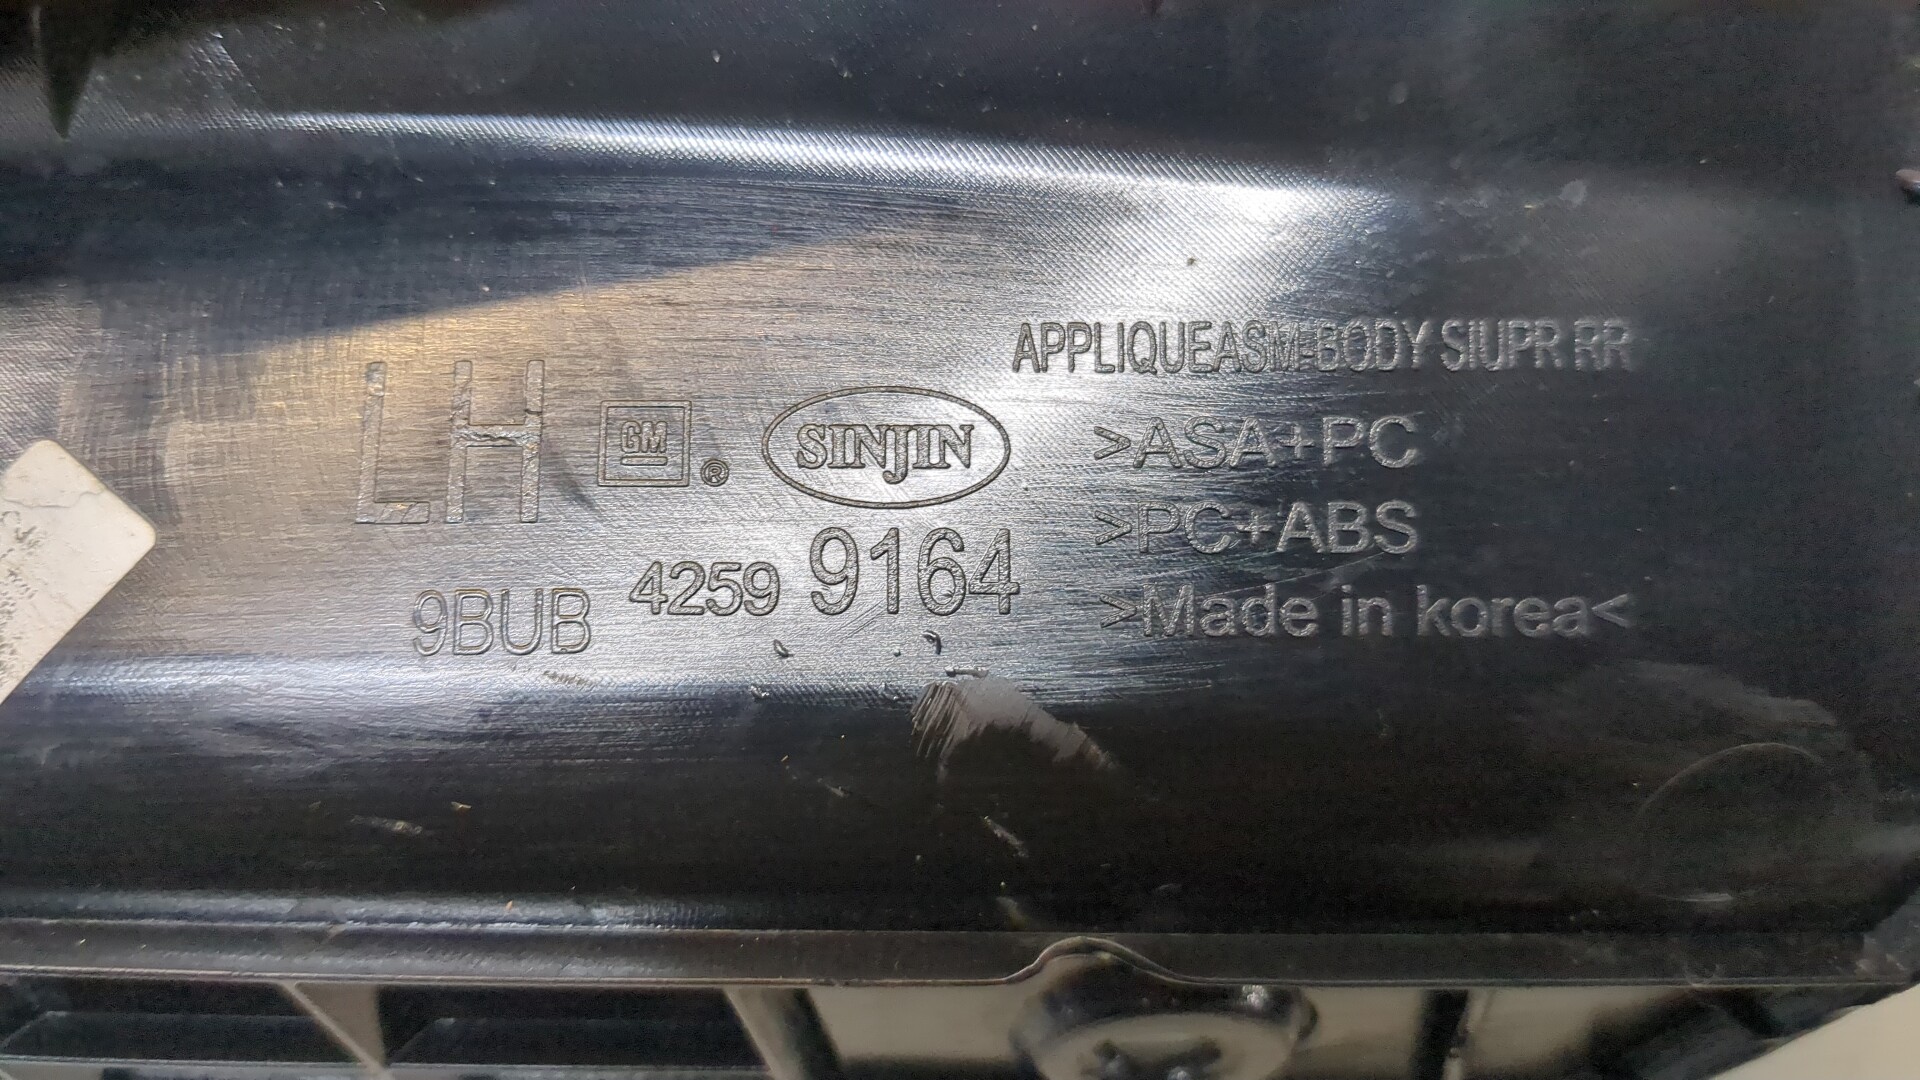 APPLIQUEASM-BODY SIUPR RR
LH GM ® SINJIN >ASA+PC
>PC+ABS
9BUB 4259 9164 >Made in korea<